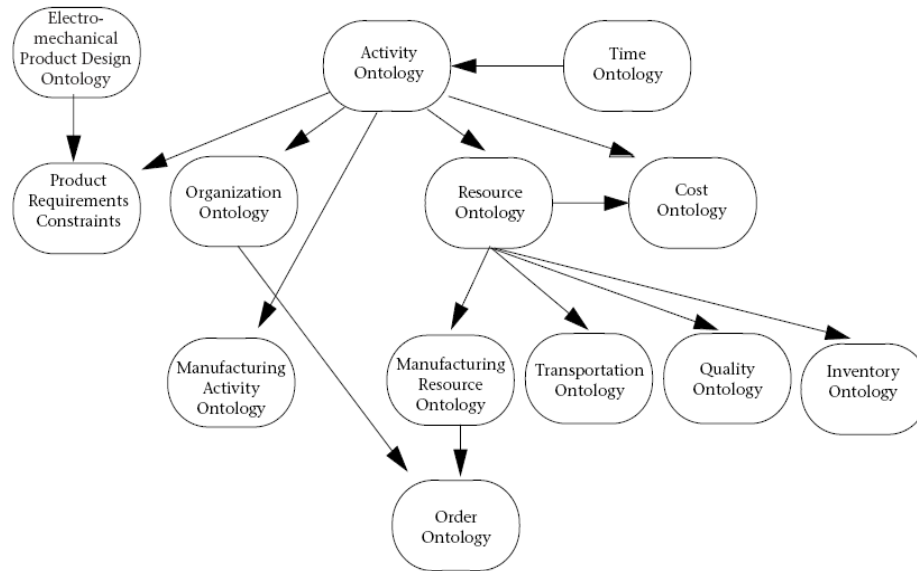 Electro-
mechanical
Product Design
Ontology
Activity
Ontology
Time
Ontology
Product
Requirements
Constraints
Organization
Ontology
Resource
Ontology
Cost
Ontology
Manufacturing
Activity
Ontology
Manufacturing
Resource
Ontology
Transportation
Ontology
Quality
Ontology
Inventory
Ontology
Order
Ontology